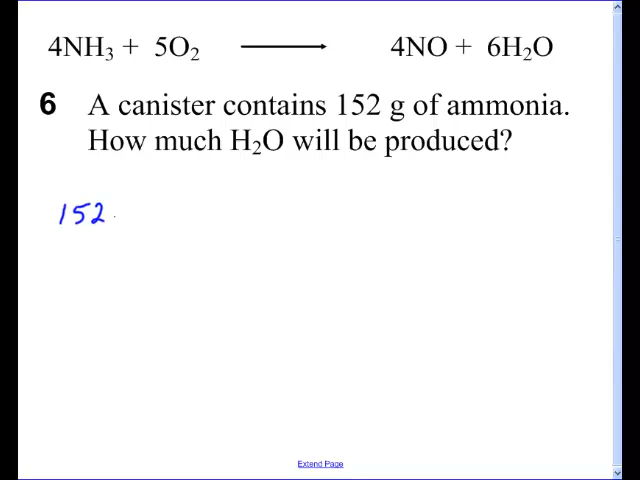 4NH₃ + 5O₂ ⟶ 4NO + 6H₂O
6 A canister contains 152 g of ammonia.
How much H₂O will be produced?
152
Extend Page